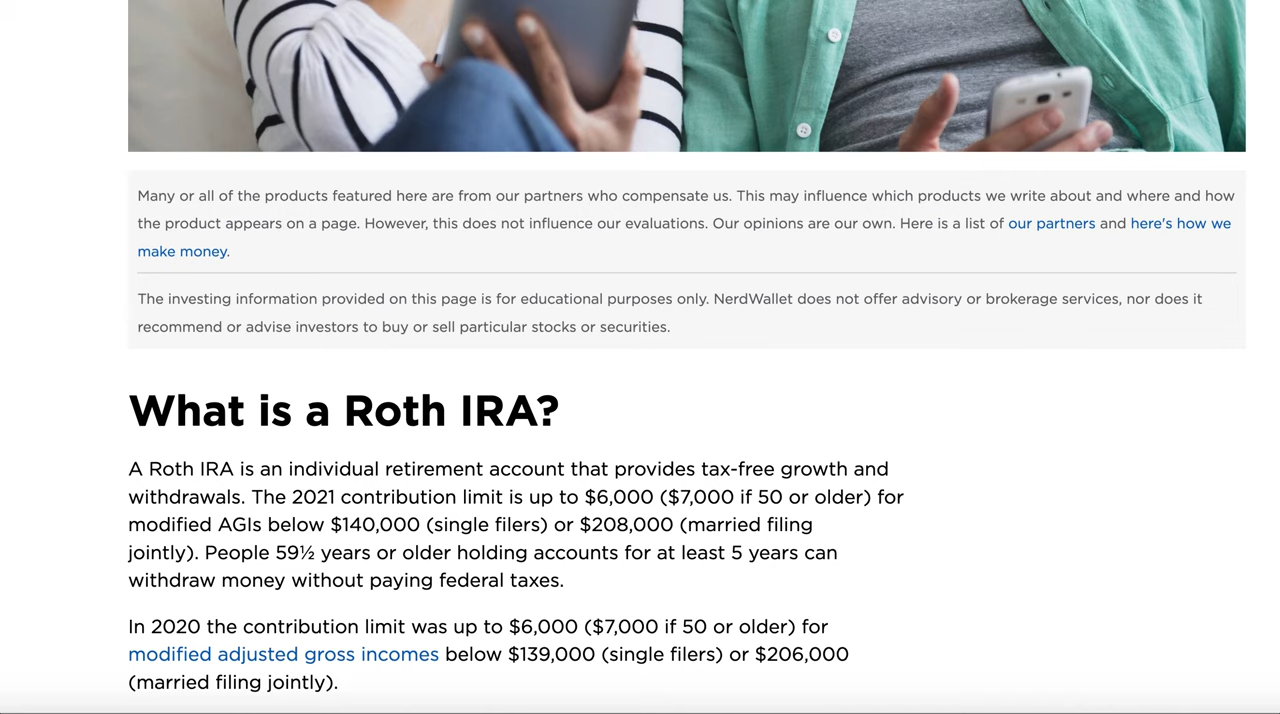 Many or all of the products featured here are from our partners who compensate us. This may influence which products we write about and where and how
the product appears on a page. However, this does not influence our evaluations. Our opinions are our own. Here is a list of our partners and here's how we
make money.
The investing information provided on this page is for educational purposes only. NerdWallet does not offer advisory or brokerage services, nor does it
recommend or advise investors to buy or sell particular stocks or securities.
What is a Roth IRA?
A Roth IRA is an individual retirement account that provides tax-free growth and
withdrawals. The 2021 contribution limit is up to $6,000 ($7,000 if 50 or older) for
modified AGIs below $140,000 (single filers) or $208,000 (married filing
jointly). People 59½ years or older holding accounts for at least 5 years can
withdraw money without paying federal taxes.
In 2020 the contribution limit was up to $6,000 ($7,000 if 50 or older) for
modified adjusted gross incomes below $139,000 (single filers) or $206,000
(married filing jointly).